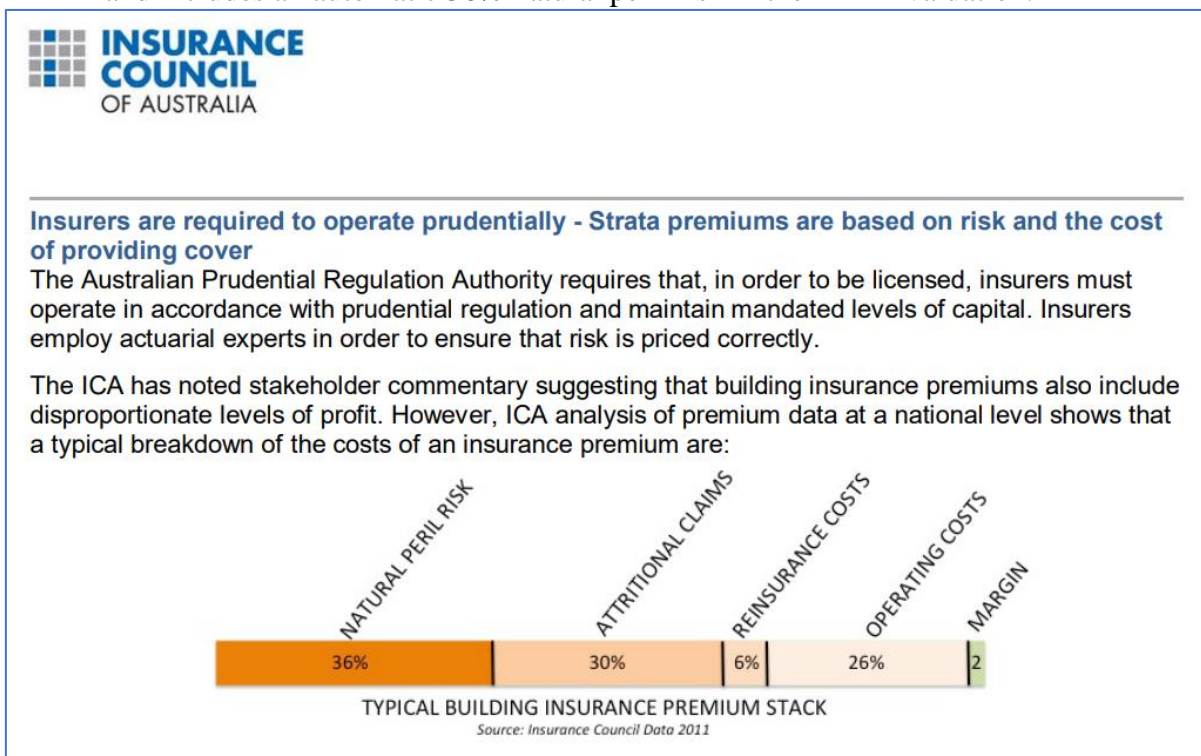 INSURANCE
COUNCIL
OF AUSTRALIA
Insurers are required to operate prudentially - Strata premiums are based on risk and the cost
of providing cover
The Australian Prudential Regulation Authority requires that, in order to be licensed, insurers must
operate in accordance with prudential regulation and maintain mandated levels of capital. Insurers
employ actuarial experts in order to ensure that risk is priced correctly.
The ICA has noted stakeholder commentary suggesting that building insurance premiums also include
disproportionate levels of profit. However, ICA analysis of premium data at a national level shows that
a typical breakdown of the costs of an insurance premium are:
NATURAL PERIL RISK
ATTRITIONAL CLAIMS
REINSURANCE COSTS
OPERATING COSTS
MARGIN
36% 30% 6% 26% 2
TYPICAL BUILDING INSURANCE PREMIUM STACK
Source: Insurance Council Data 2011